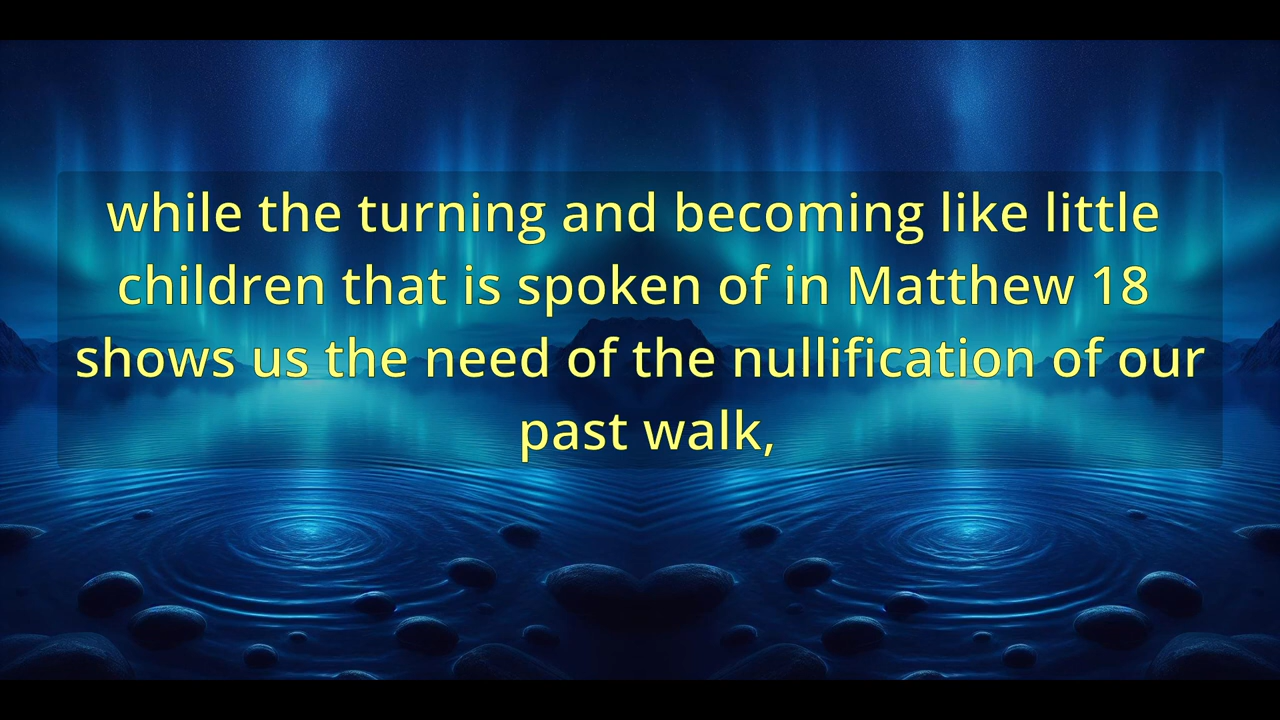 while the turning and becoming like little
children that is spoken of in Matthew 18
shows us the need of the nullification of our
past walk,